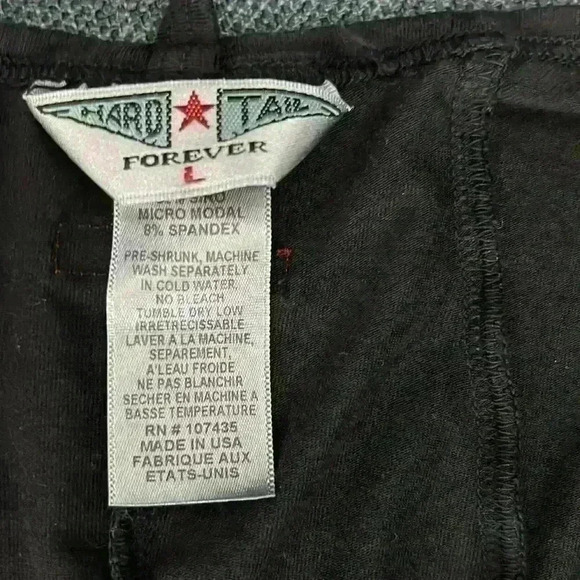 HARD TAIL
FOREVER
L
MICRO MODAL
8% SPANDEX
PRE-SHRUNK, MACHINE
WASH SEPARATELY
IN COLD WATER.
NO BLEACH
TUMBLE DRY LOW
IRRETRECISSABLE
LAVER A LA MACHINE,
SEPAREMENT,
A'LEAU FROIDE
NE PAS BLANCHIR
SECHER EN MACHINE A
BASSE TEMPERATURE
RN # 107435
MADE IN USA
FABRIQUE AUX
ETATS-UNIS